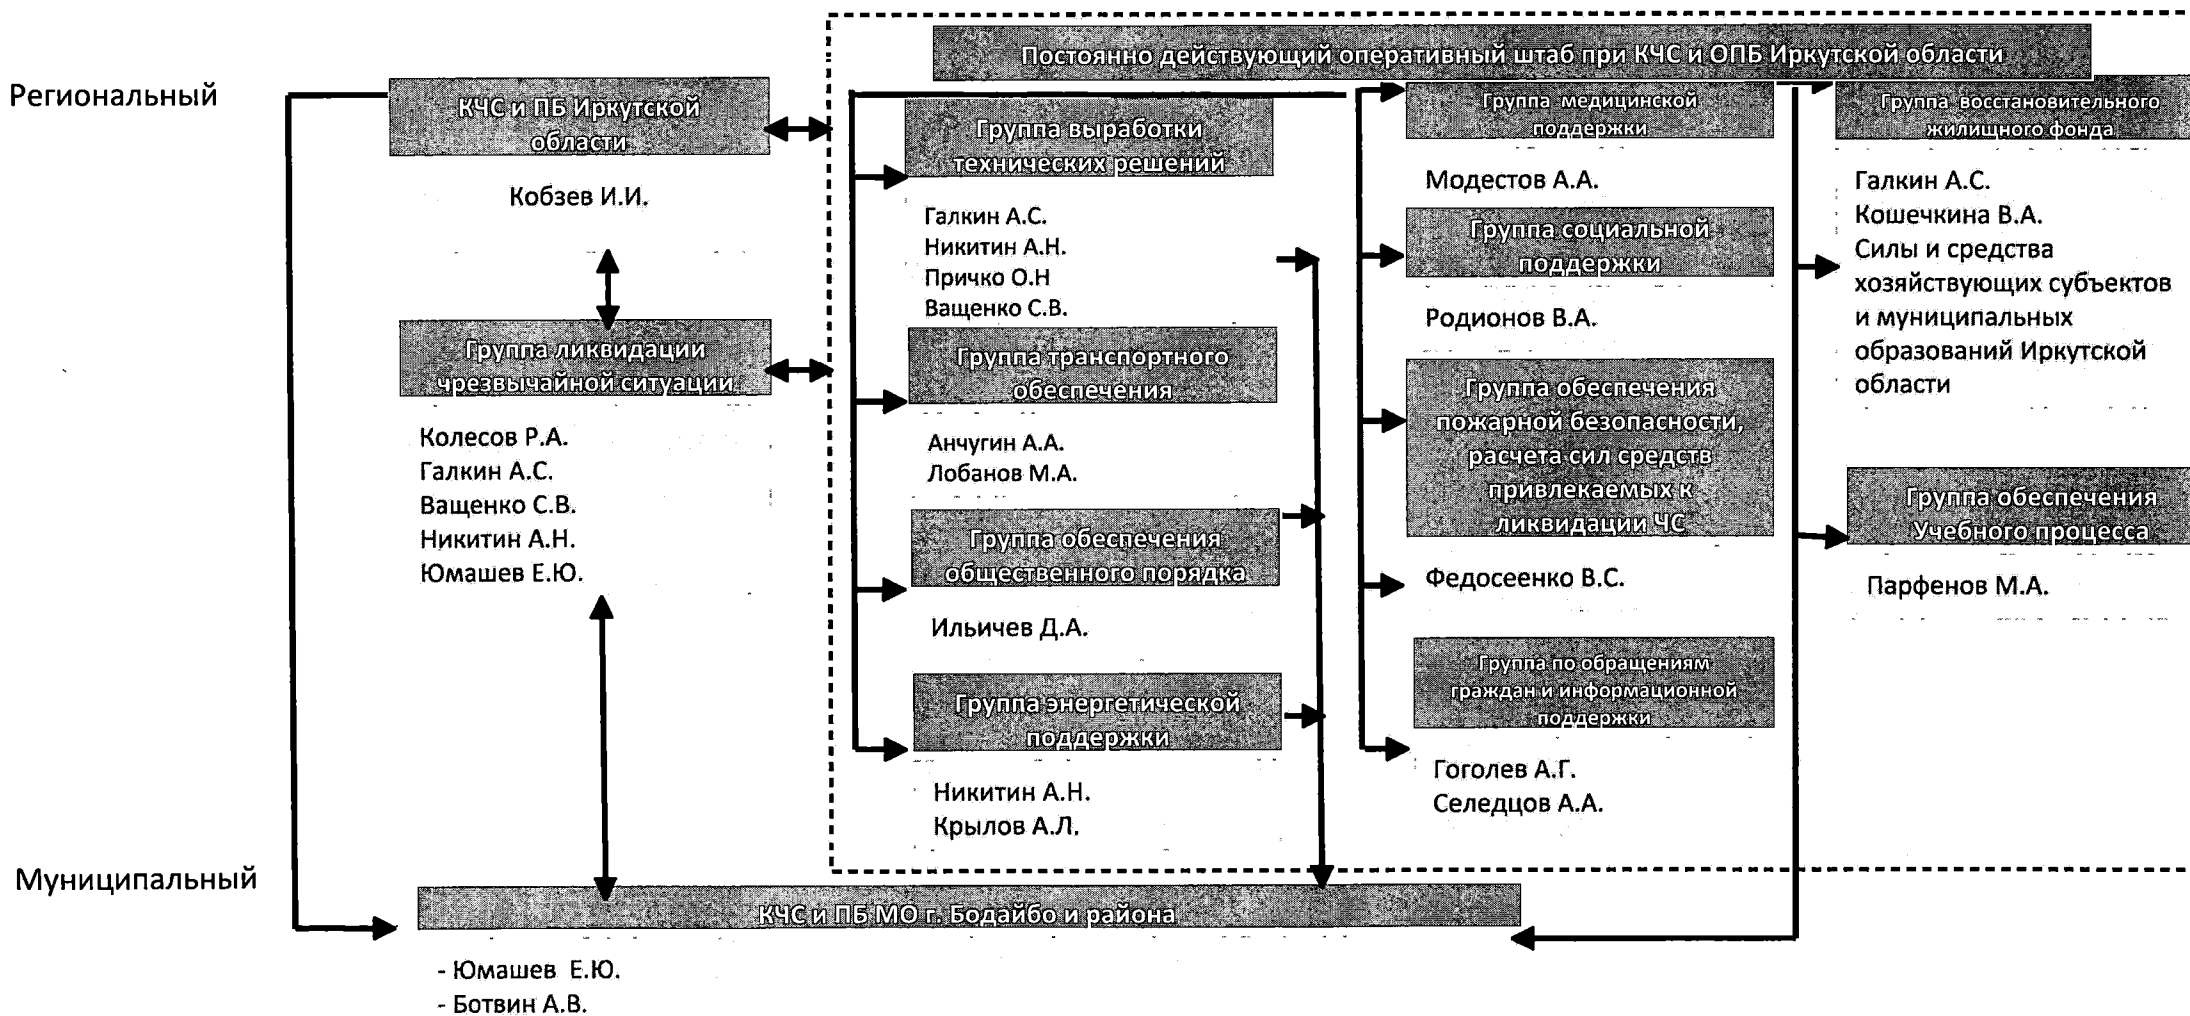 Постоянно действующий оперативный штаб при КЧС и ОПБ Иркутской области
Региональный
КЧС и ПБ Иркутской
области
Кобзев И.И.
Группа ликвидации
чрезвычайной ситуации
Колесов Р.А.
Галкин А.С.
Ващенко С.В.
Никитин А.Н.
Юмашев Е.Ю.
Группа выработки
технических решений
Галкин А.С.
Никитин А.Н.
Причко О.Н
Ващенко С.В.
Группа транспортного
обеспечения
Анчугин А.А.
Лобанов М.А.
Группа обеспечения
общественного порядка
Ильичев Д.А.
Группа энергетической
поддержки
Никитин А.Н.
Крылов А.Л.
Группа медицинской
поддержки
Модестов А.А.
Группа социальной
поддержки
Родионов В.А.
Группа обеспечения
пожарной безопасности,
расчета сил средств
привлекаемых к
ликвидации ЧС
Федосеенко В.С.
Группа по обращениям
граждан и информационной
поддержки
Гоголев А.Г.
Селедцов А.А.
Группа восстановительного
жилищного фонда
Галкин А.С.
Кошечкина В.А.
Силы и средства
хозяйствующих субъектов
и муниципальных
образований Иркутской
области
Группа обеспечения
Учебного процесса
Парфенов М.А.
Муниципальный
КЧС и ПБ МО г. Бодайбо и района
- Юмашев Е.Ю.
- Ботвин А.В.